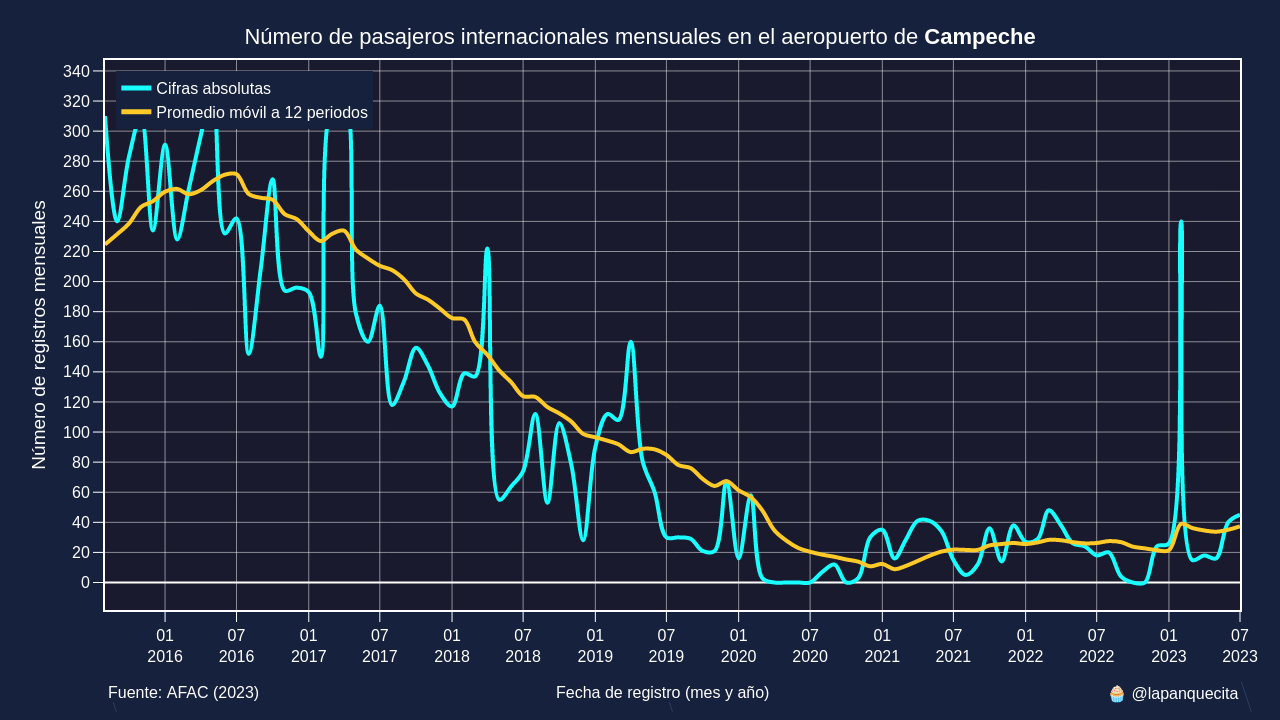 Número de pasajeros internacionales mensuales en el aeropuerto de Campeche
Cifras absolutas
Promedio móvil a 12 periodos
Número de registros mensuales
340
320
300
280
260
240
220
200
180
160
140
120
100
80
60
40
20
0
01 07 01 07 01 07 01 07 01 07 01 07 01 07 01 07
2016 2016 2017 2017 2018 2018 2019 2019 2020 2020 2021 2021 2022 2022 2023 2023
Fuente: AFAC (2023) Fecha de registro (mes y año) 🧁 @lapanquecita